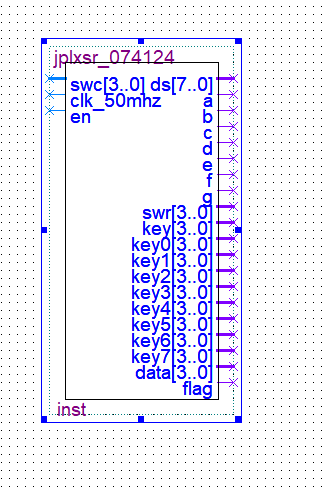 jplxsr_074124
swc[3..0] ds[7..0]
clk_50mhz a
en b
c
d
e
f
g
swr[3..0]
key[3..0]
key0[3..0]
key1[3..0]
key2[3..0]
key3[3..0]
key4[3..0]
key5[3..0]
key6[3..0]
key7[3..0]
data[3..0]
flag
inst